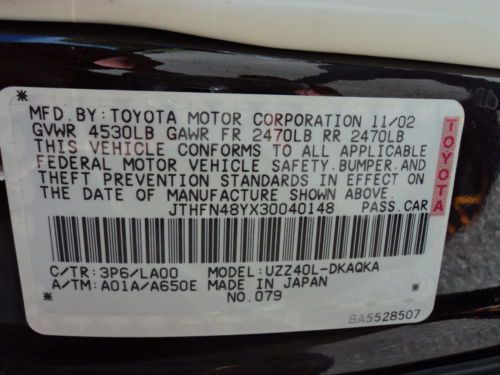 MFD. BY: TOYOTA MOTOR CORPORATION 11/02
GVWR 4530LB GAWR FR 2470LB RR 2470LB
THIS VEHICLE CONFORMS TO ALL APPLICABLE
FEDERAL MOTOR VEHICLE SAFETY, BUMPER, AND
THEFT PREVENTION STANDARDS IN EFFECT ON
THE DATE OF MANUFACTURE SHOWN ABOVE.
JTHFN48YX30040148 PASS. CAR
TOYOTA
C/TR: 3P6/LA00 MODEL: UZZ40L-DKAQKA
A/TM: A01A/A650E MADE IN JAPAN
NO. 079
BA5528507